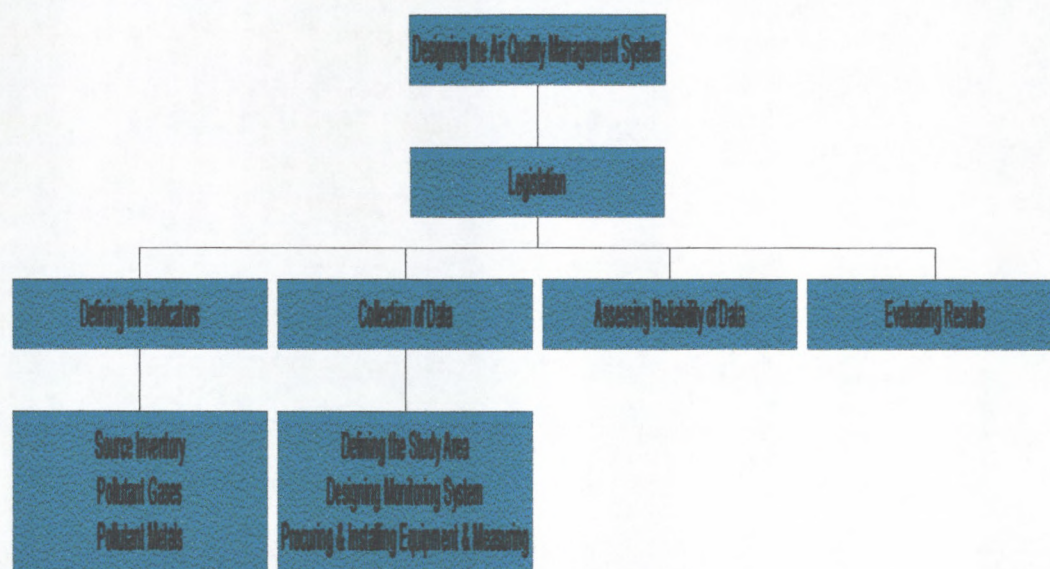 Designing the Air Quality Management System
Legislation
Defining the Indicators
Collection of Data
Assessing Reliability of Data
Evaluating Results
Source Inventory
Pollutant Gases
Pollutant Metals
Defining the Study Area
Designing Monitoring System
Procuring & Installing Equipment & Measuring